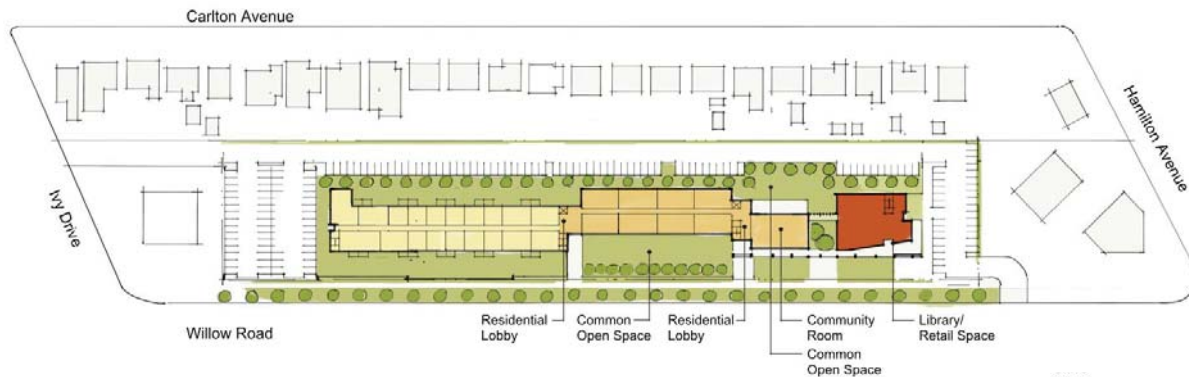 Carlton Avenue
Hamilton Avenue
Ivy Drive
Willow Road
Residential
Lobby
Common
Open Space
Residential
Lobby
Community
Room
Common
Open Space
Library/
Retail Space